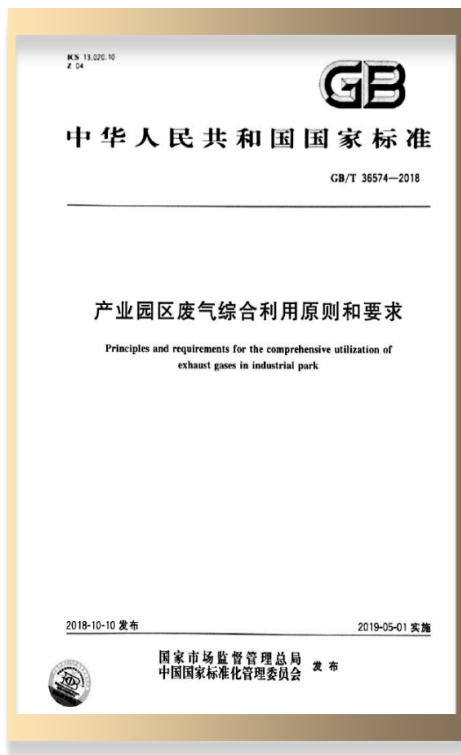 ICS 13.020.10
Z 04
GB
中华人民共和国国家标准
GB/T 36574—2018
产业园区废气综合利用原则和要求
Principles and requirements for the comprehensive utilization of
exhaust gases in industrial park
2018-10-10 发布
2019-05-01 实施
国家市场监督管理总局
中国国家标准化管理委员会
发布